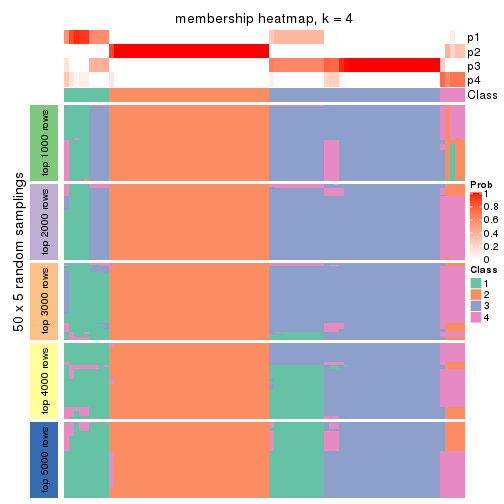 membership heatmap, k = 4
p1
p2
p3
p4
Class
50 x 5 random samplings
top 1000 rows
top 2000 rows
top 3000 rows
top 4000 rows
top 5000 rows
Prob
1
0.8
0.6
0.4
0.2
0
Class
1
2
3
4